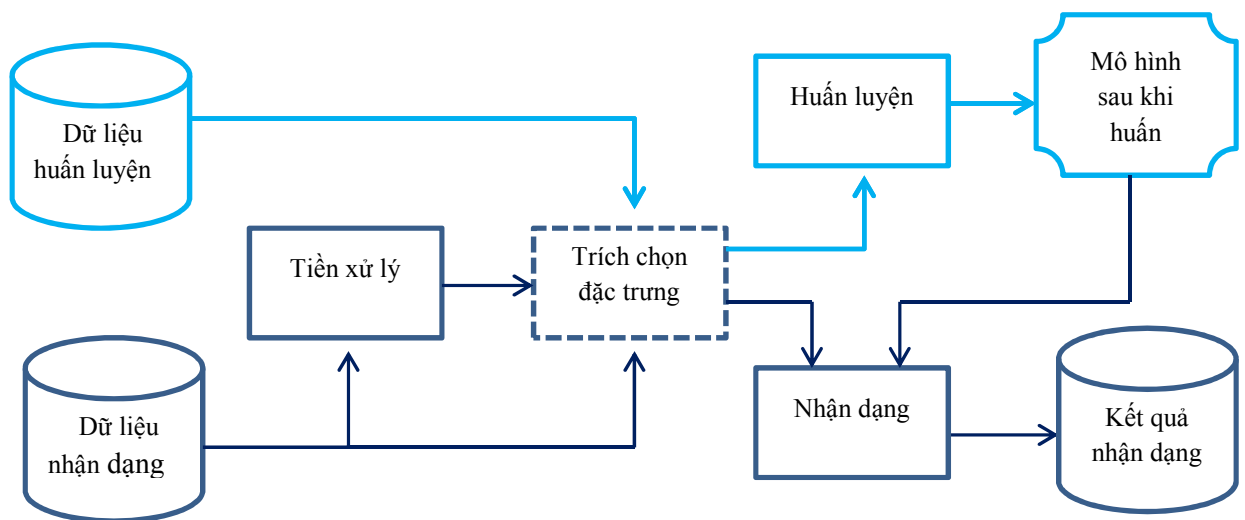 Dữ liệu
huấn luyện
Huấn luyện
Mô hình
sau khi
huấn
Tiền xử lý
Trích chọn
đặc trưng
Dữ liệu
nhận dạng
Nhận dạng
Kết quả
nhận dạng